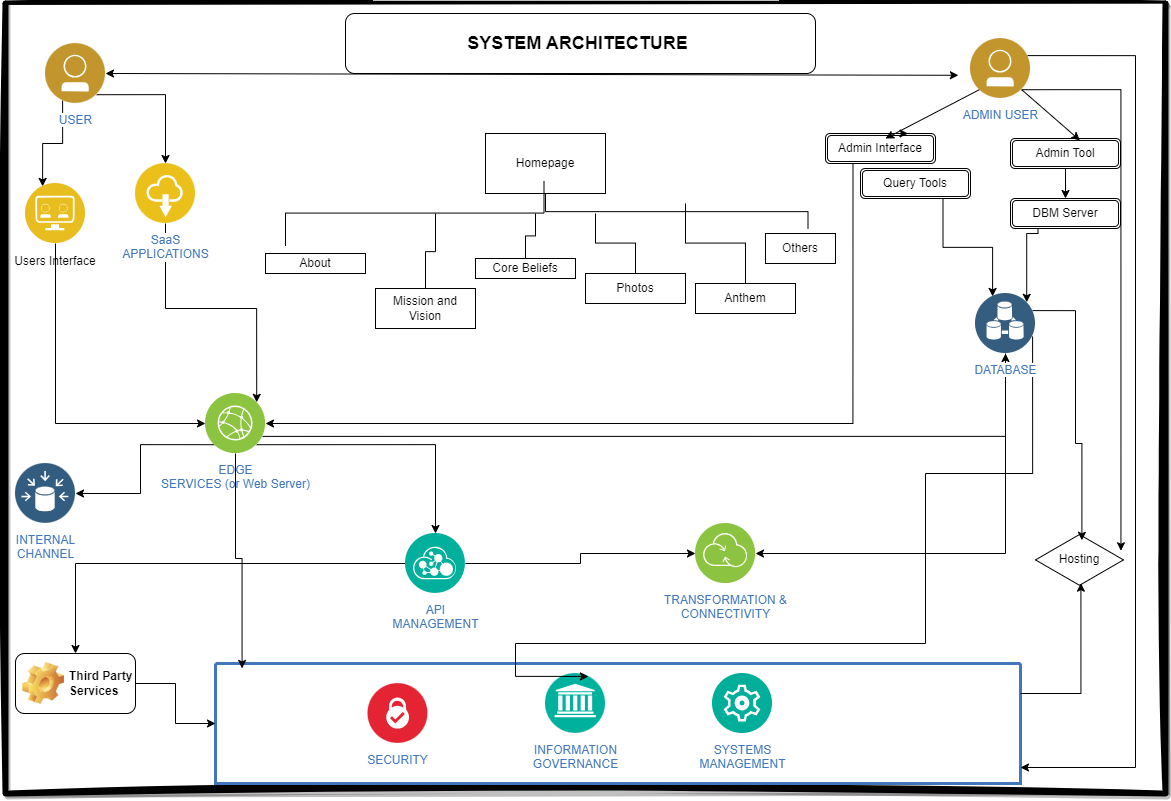 SYSTEM ARCHITECTURE
USER
ADMIN USER
Homepage
Admin Interface
Admin Tool
Query Tools
DBM Server
Users Interface
SaaS
APPLICATIONS
About
Mission and
Vision
Core Beliefs
Photos
Anthem
Others
DATABASE
EDGE
SERVICES (or Web Server)
INTERNAL
CHANNEL
API
MANAGEMENT
TRANSFORMATION &
CONNECTIVITY
Hosting
Third Party
Services
SECURITY
INFORMATION
GOVERNANCE
SYSTEMS
MANAGEMENT